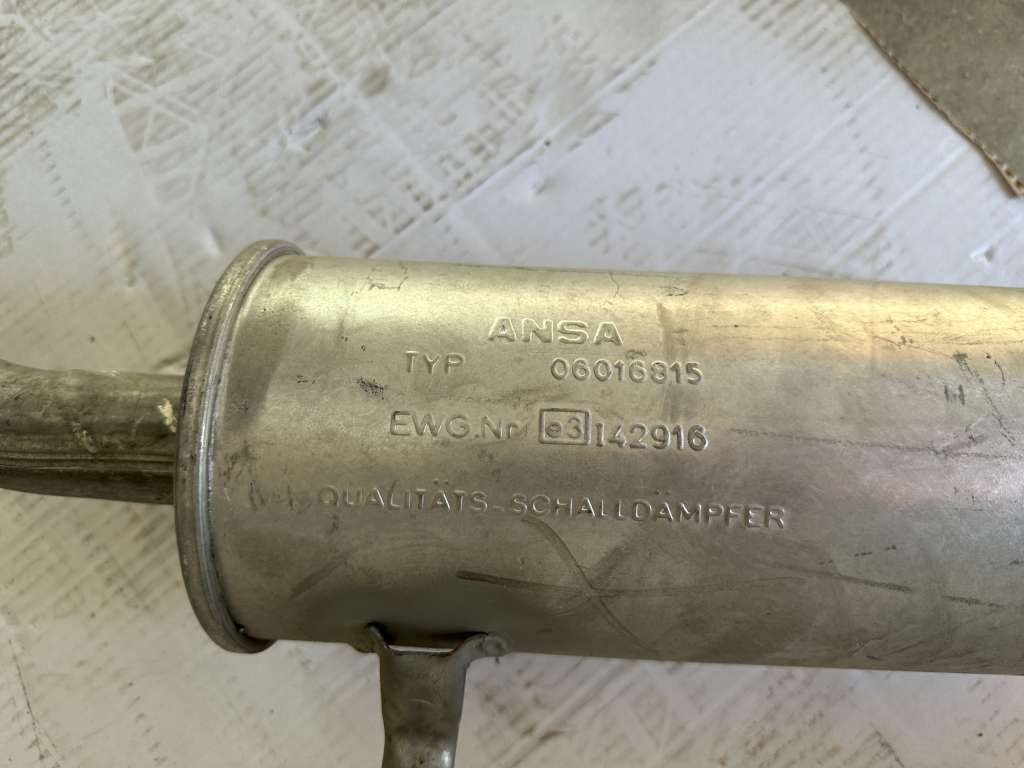 ANSA
TYP 06016815
EWG.Nr e3 142916
QUALITÄTS-SCHALLDÄMPFER